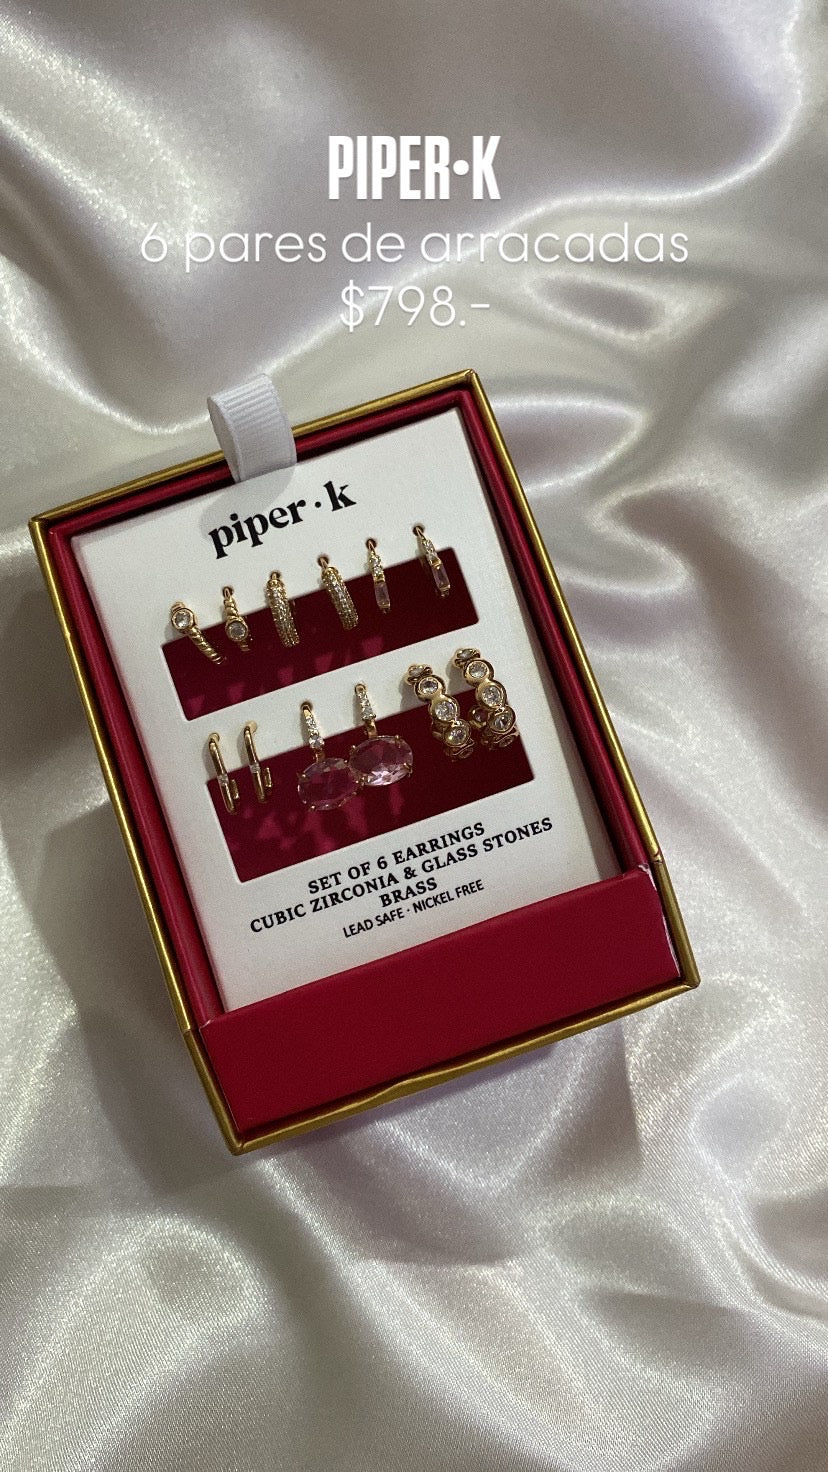 PIPER•K
6 pares de arracadas
$798.-
piper·k
SET OF 6 EARRINGS
CUBIC ZIRCONIA & GLASS STONES
BRASS
LEAD SAFE · NICKEL FREE